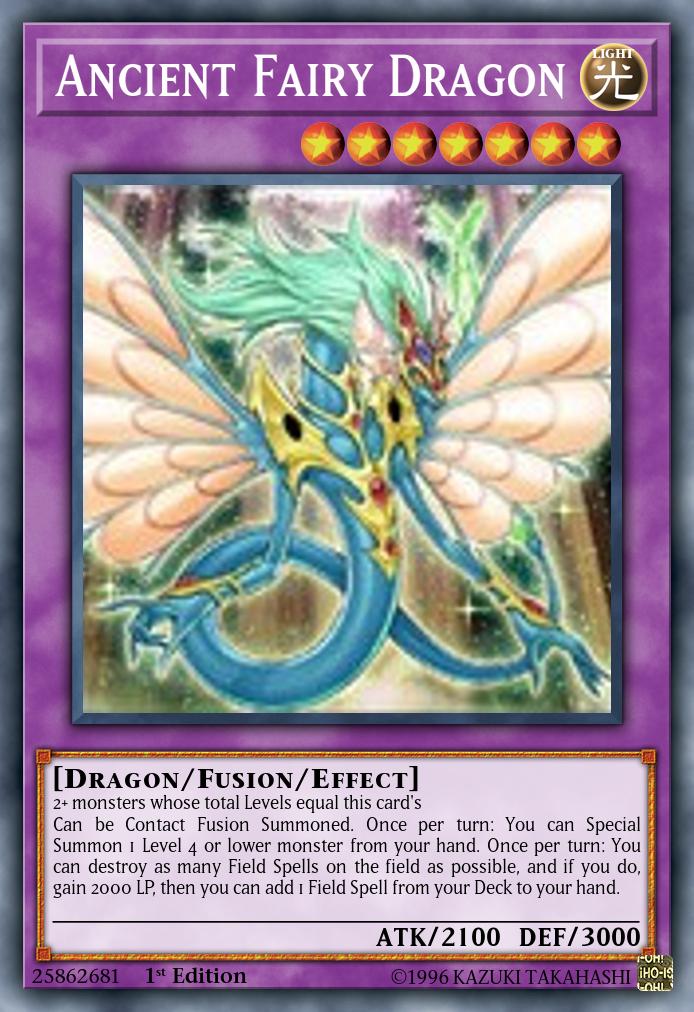 ANCIENT FAIRY DRAGON
LIGHT
光
[DRAGON/FUSION/EFFECT]
2+ monsters whose total Levels equal this card's
Can be Contact Fusion Summoned. Once per turn: You can Special
Summon 1 Level 4 or lower monster from your hand. Once per turn: You
can destroy as many Field Spells on the field as possible, and if you do,
gain 2000 LP, then you can add 1 Field Spell from your Deck to your hand.
ATK/2100 DEF/3000
25862681 1st Edition ©1996 KAZUKI TAKAHASHI